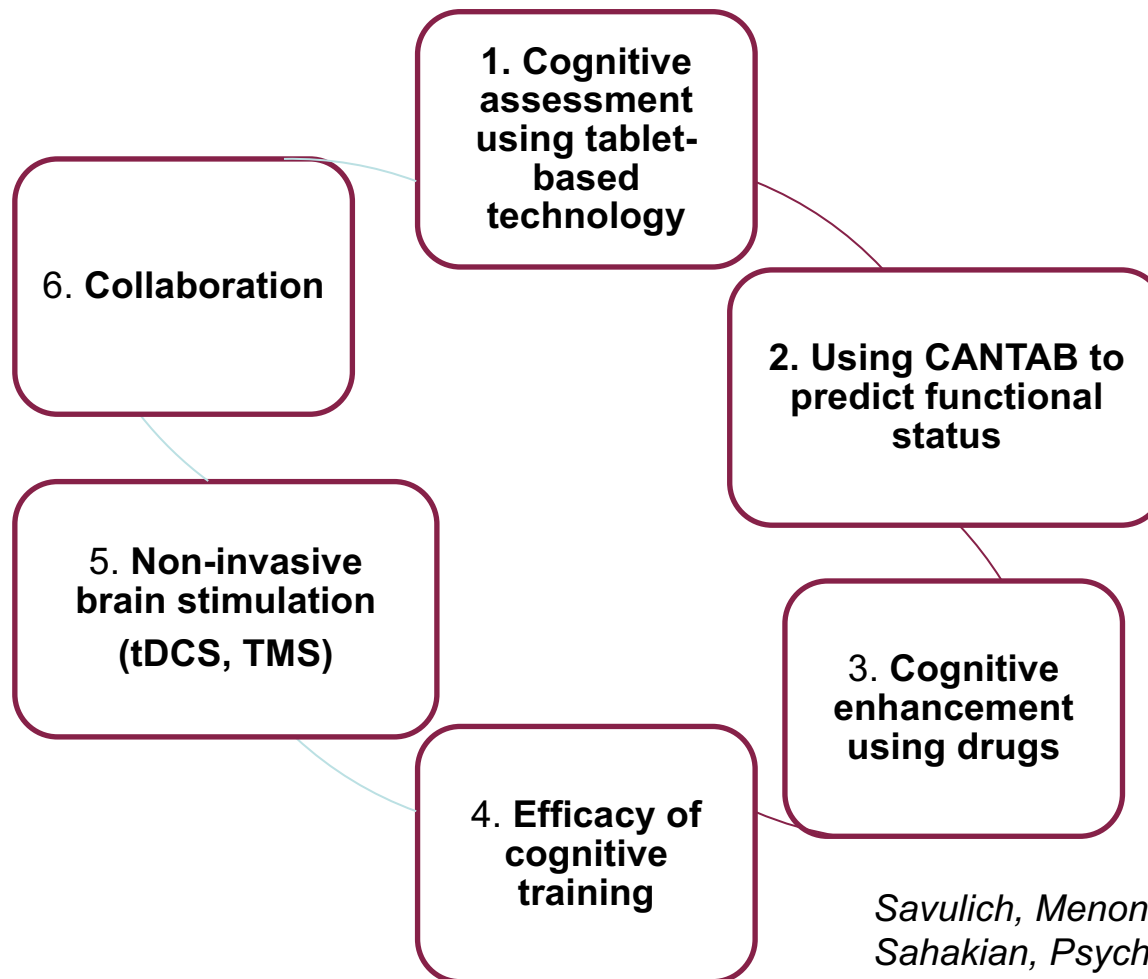 1. Cognitive
assessment
using tablet-
based
technology
2. Using CANTAB to
predict functional
status
3. Cognitive
enhancement
using drugs
4. Efficacy of
cognitive
training
5. Non-invasive
brain stimulation
(tDCS, TMS)
6. Collaboration
Savulich, Menon
Sahakian, Psych